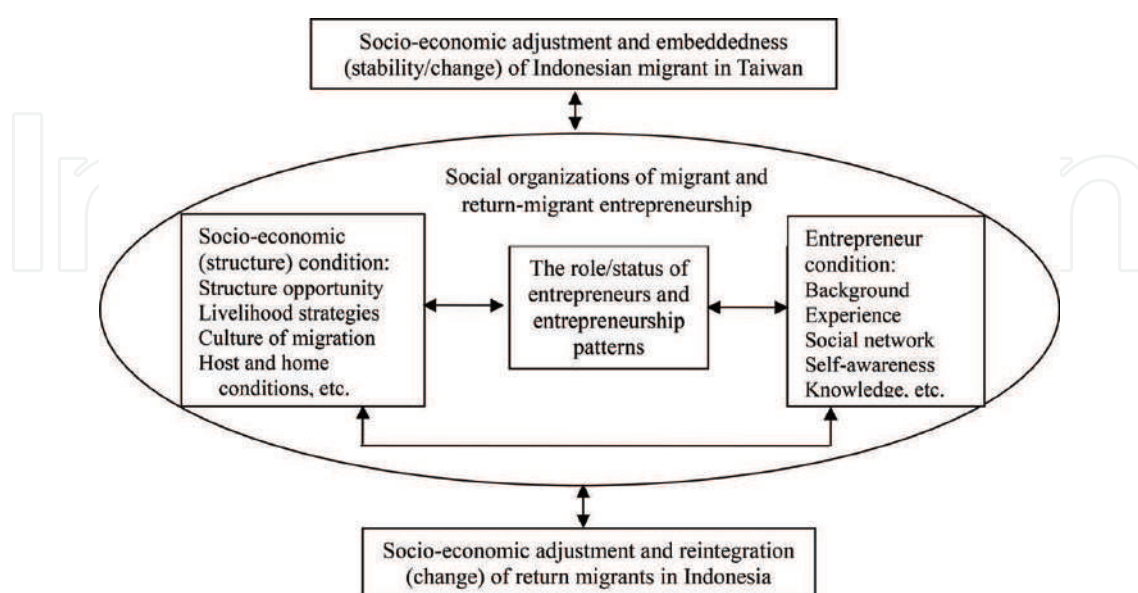 Socio-economic adjustment and embeddedness
(stability/change) of Indonesian migrant in Taiwan
Social organizations of migrant and
return-migrant entrepreneurship
Socio-economic
(structure) condition:
Structure opportunity
Livelihood strategies
Culture of migration
Host and home
conditions, etc.
The role/status of
entrepreneurs and
entrepreneurship
patterns
Entrepreneur
condition:
Background
Experience
Social network
Self-awareness
Knowledge, etc.
Socio-economic adjustment and reintegration
(change) of return migrants in Indonesia